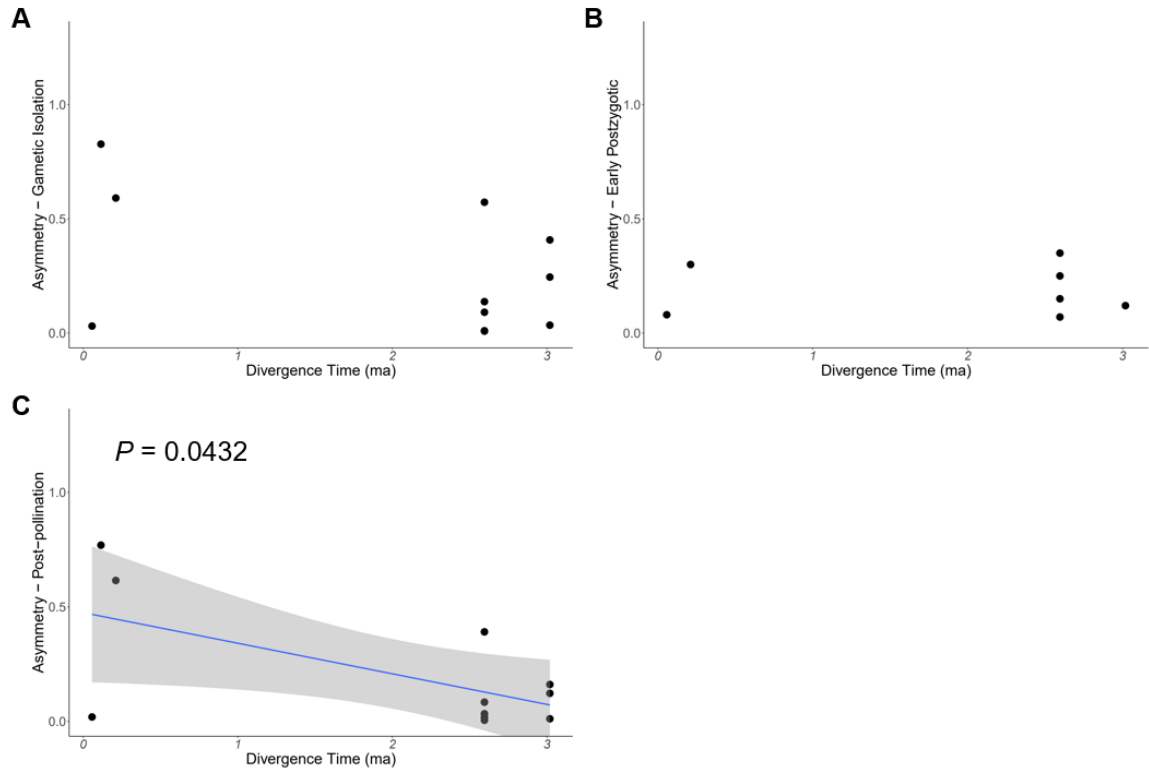 A
Asymmetry − Gametic Isolation
1.0
0.5
0.0
0
1
2
3
Divergence Time (ma)
B
Asymmetry − Early Postzygotic
1.0
0.5
0.0
0
1
2
3
Divergence Time (ma)
C
P = 0.0432
Asymmetry − Post−pollination
1.0
0.5
0.0
0
1
2
3
Divergence Time (ma)